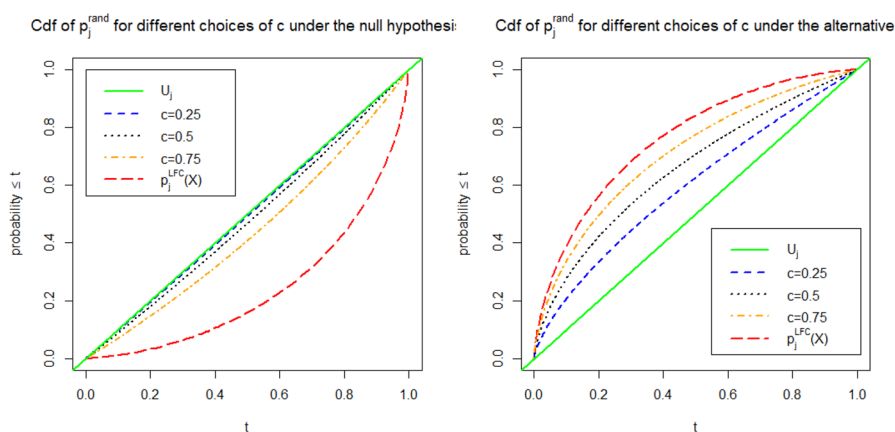 Cdf of p_j^rand for different choices of c under the null hypothesis
U_j
c=0.25
c=0.5
c=0.75
p_j^LFC(X)
probability ≤ t
0.0 0.2 0.4 0.6 0.8 1.0
0.0 0.2 0.4 0.6 0.8 1.0
t
Cdf of p_j^rand for different choices of c under the alternative
U_j
c=0.25
c=0.5
c=0.75
p_j^LFC(X)
probability ≤ t
0.0 0.2 0.4 0.6 0.8 1.0
0.0 0.2 0.4 0.6 0.8 1.0
t